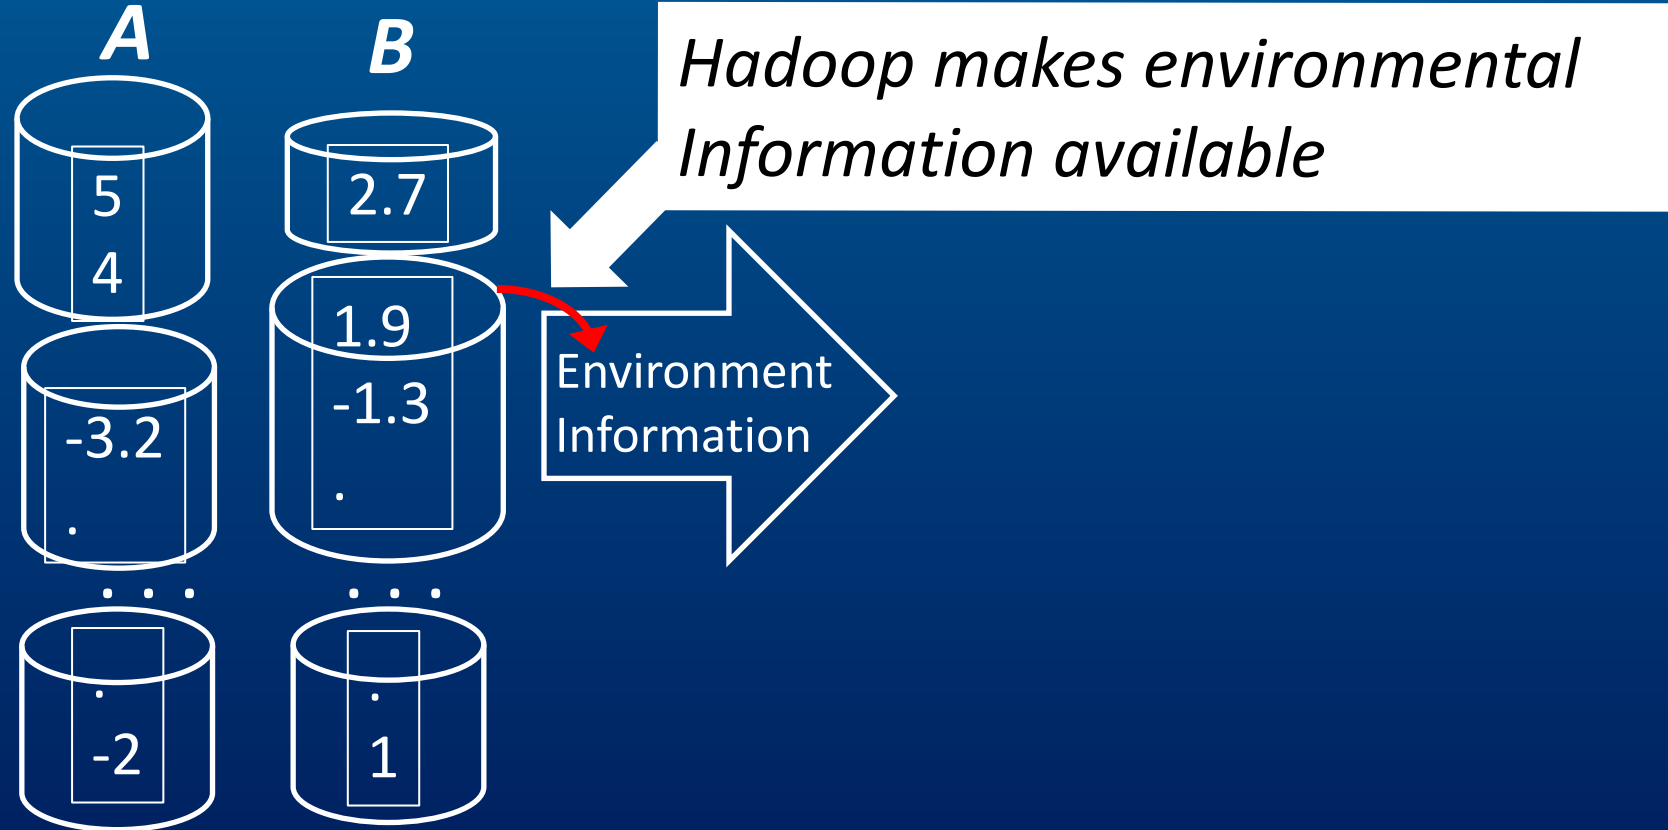 A
B
Hadoop makes environmental
Information available
5
4
-3.2
.
. . .
.
-2
2.7
1.9
-1.3
.
. . .
.
1
Environment
Information